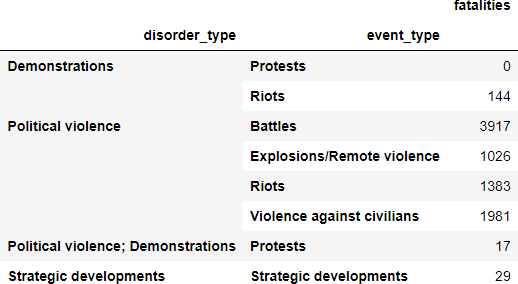 fatalities
disorder_type event_type
Demonstrations Protests 0
Riots 144
Political violence Battles 3917
Explosions/Remote violence 1026
Riots 1383
Violence against civilians 1981
Political violence; Demonstrations Protests 17
Strategic developments Strategic developments 29